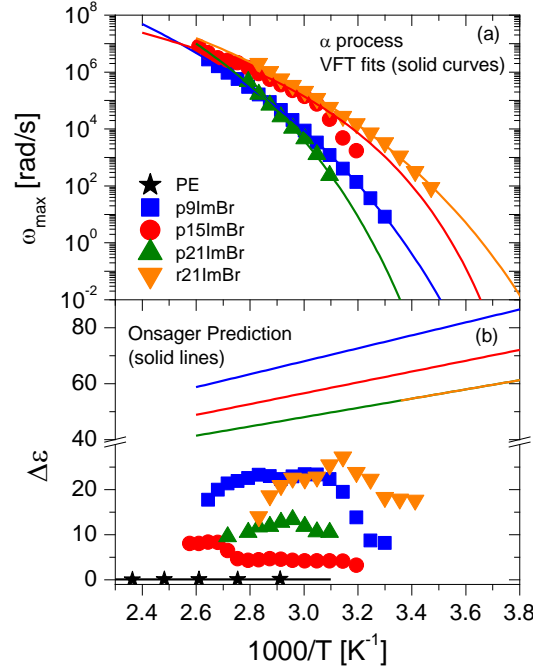 10^8
10^6
10^4
10^2
10^0
10^-2
ω_max [rad/s]
α process (a)
VFT fits (solid curves)
PE
p9ImBr
p15ImBr
p21ImBr
r21ImBr
Onsager Prediction (b)
(solid lines)
80
60
40
20
10
0
Δε
2.4 2.6 2.8 3.0 3.2 3.4 3.6 3.8
1000/T [K^-1]